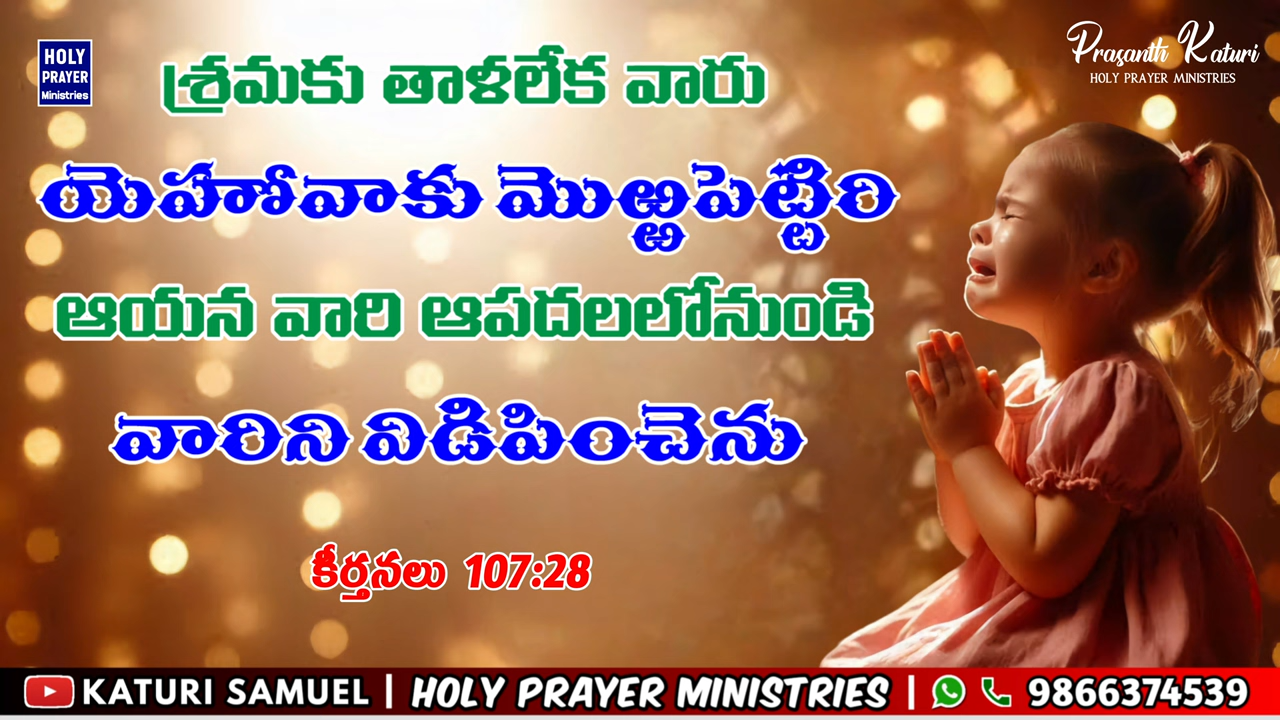 HOLY
PRAYER
Ministries
Prasanth Katuri
HOLY PRAYER MINISTRIES
శ్రమకు తాళలేక వారు
యెహోవాకు మొఱ్ఱపెట్టిరి
ఆయన వారి ఆపదలలోనుండి
వారిని విడిపించెను
కీర్తనలు 107:28
KATURI SAMUEL | HOLY PRAYER MINISTRIES | 9866374539